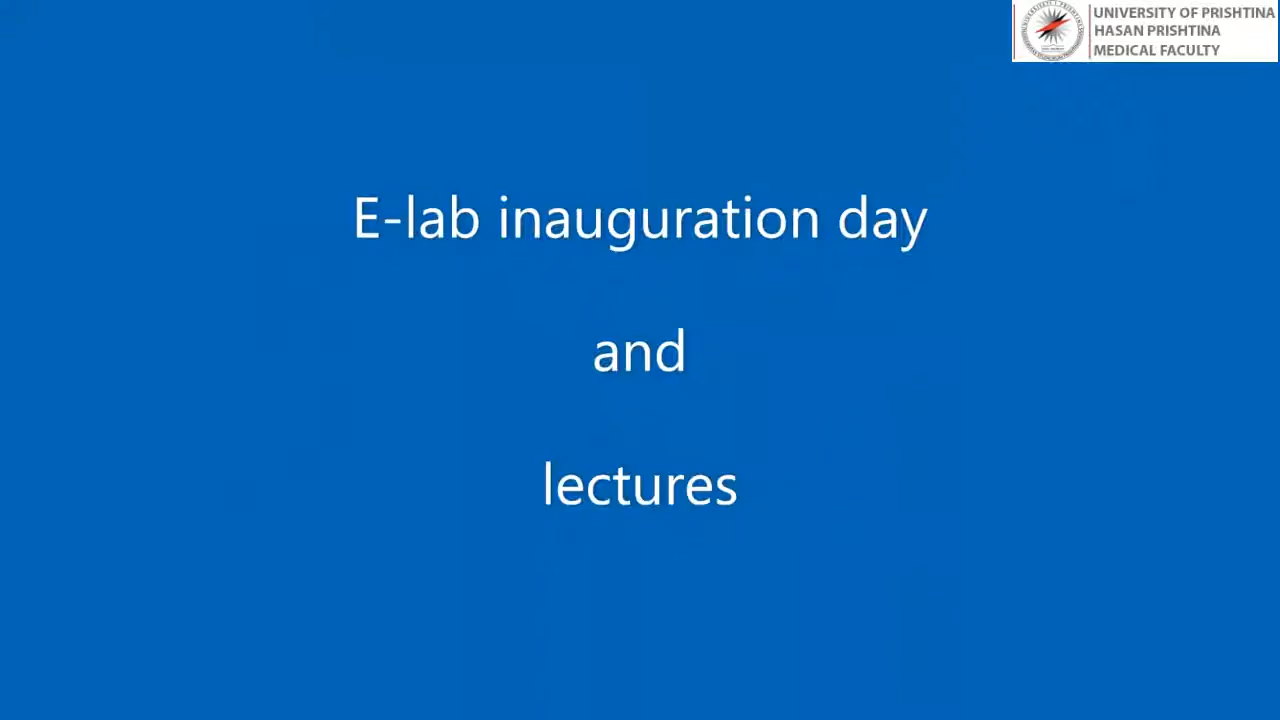 UNIVERSITY OF PRISHTINA
HASAN PRISHTINA
MEDICAL FACULTY
E-lab inauguration day
and
lectures